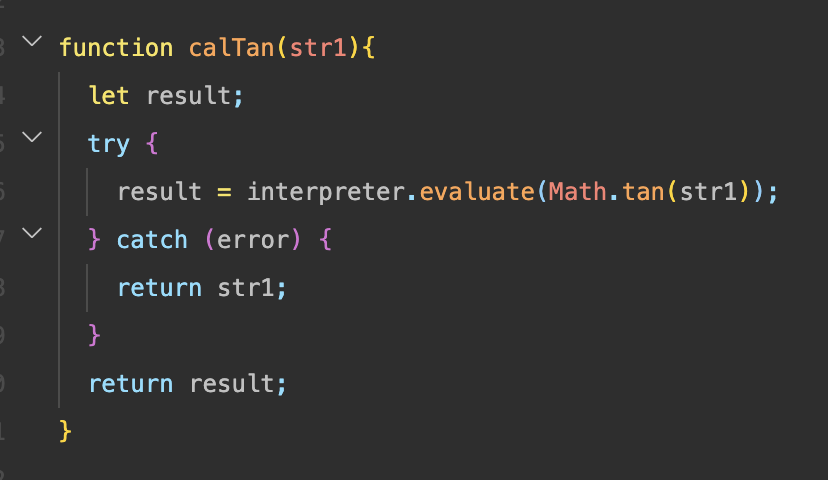 function calTan(str1){
let result;
try {
result = interpreter.evaluate(Math.tan(str1));
} catch (error) {
return str1;
}
return result;
}